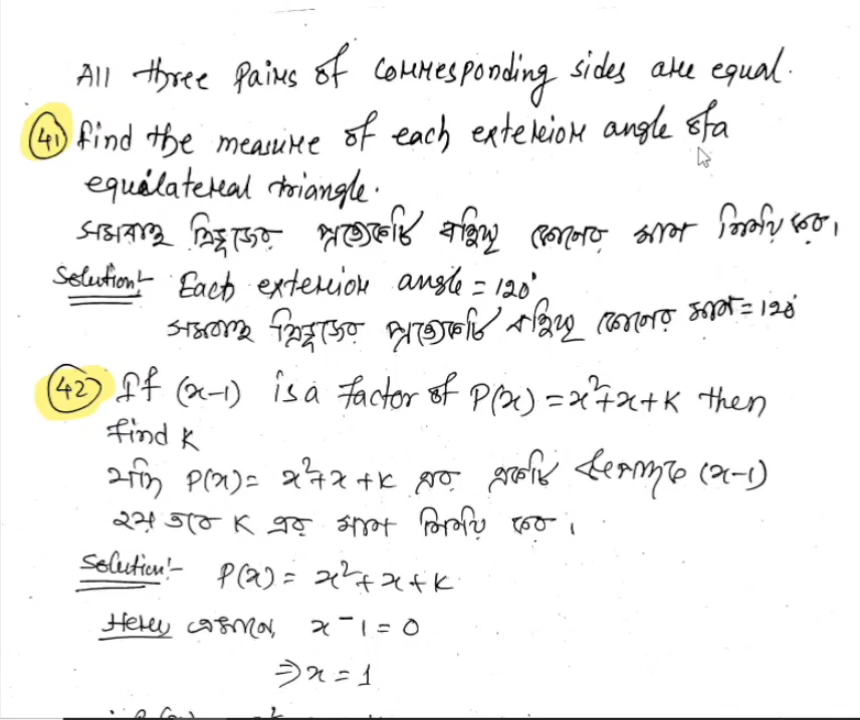 All three pairs of corresponding sides are equal.
41 find the measure of each exterior angle of a
equilateral triangle.
সমবাহু ত্রিভুজের প্রত্যেকটি বহিঃস্থ কোনের মান নির্ণয় কর।
Solution:- Each exterior angle = 120°
সমবাহু ত্রিভুজের প্রত্যেকটি বহিঃস্থ কোনের মান = 120°
42 If (x-1) is a factor of P(x) = x²+x+K then
find K
যদি P(x) = x²+x+K এর একটি উৎপাদক (x-1)
হয় তবে K এর মান নির্ণয় কর।
Solution:- P(x) = x²+x+K
এখানে, x-1=0
⇒x=1